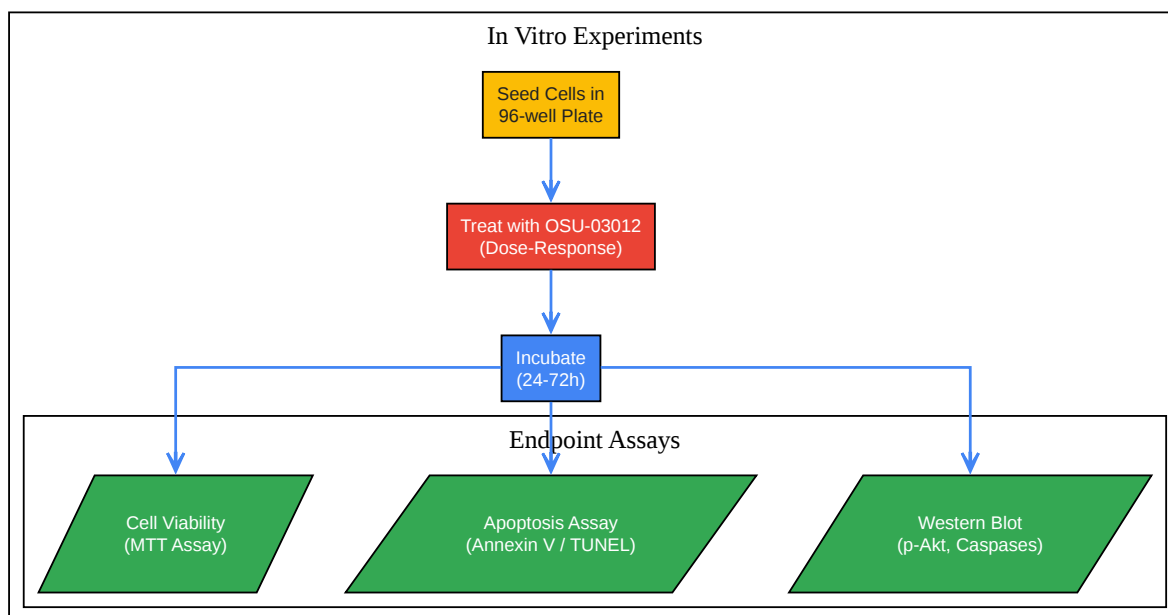 In Vitro Experiments
Seed Cells in
96-well Plate
Treat with OSU-03012
(Dose-Response)
Incubate
(24-72h)
Endpoint Assays
Cell Viability
(MTT Assay)
Apoptosis Assay
(Annexin V / TUNEL)
Western Blot
(p-Akt, Caspases)